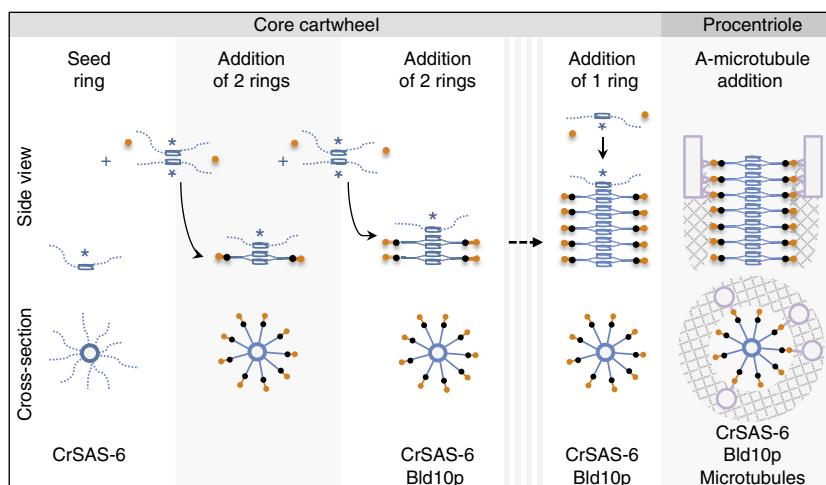 Core cartwheel
Procentriole
Seed
ring
Addition
of 2 rings
Addition
of 2 rings
Addition
of 1 ring
A-microtubule
addition
Side view
+
*
*
+
*
*
*
*
*
*
*
Cross-section
CrSAS-6
CrSAS-6
Bld10p
CrSAS-6
Bld10p
CrSAS-6
Bld10p
Microtubules